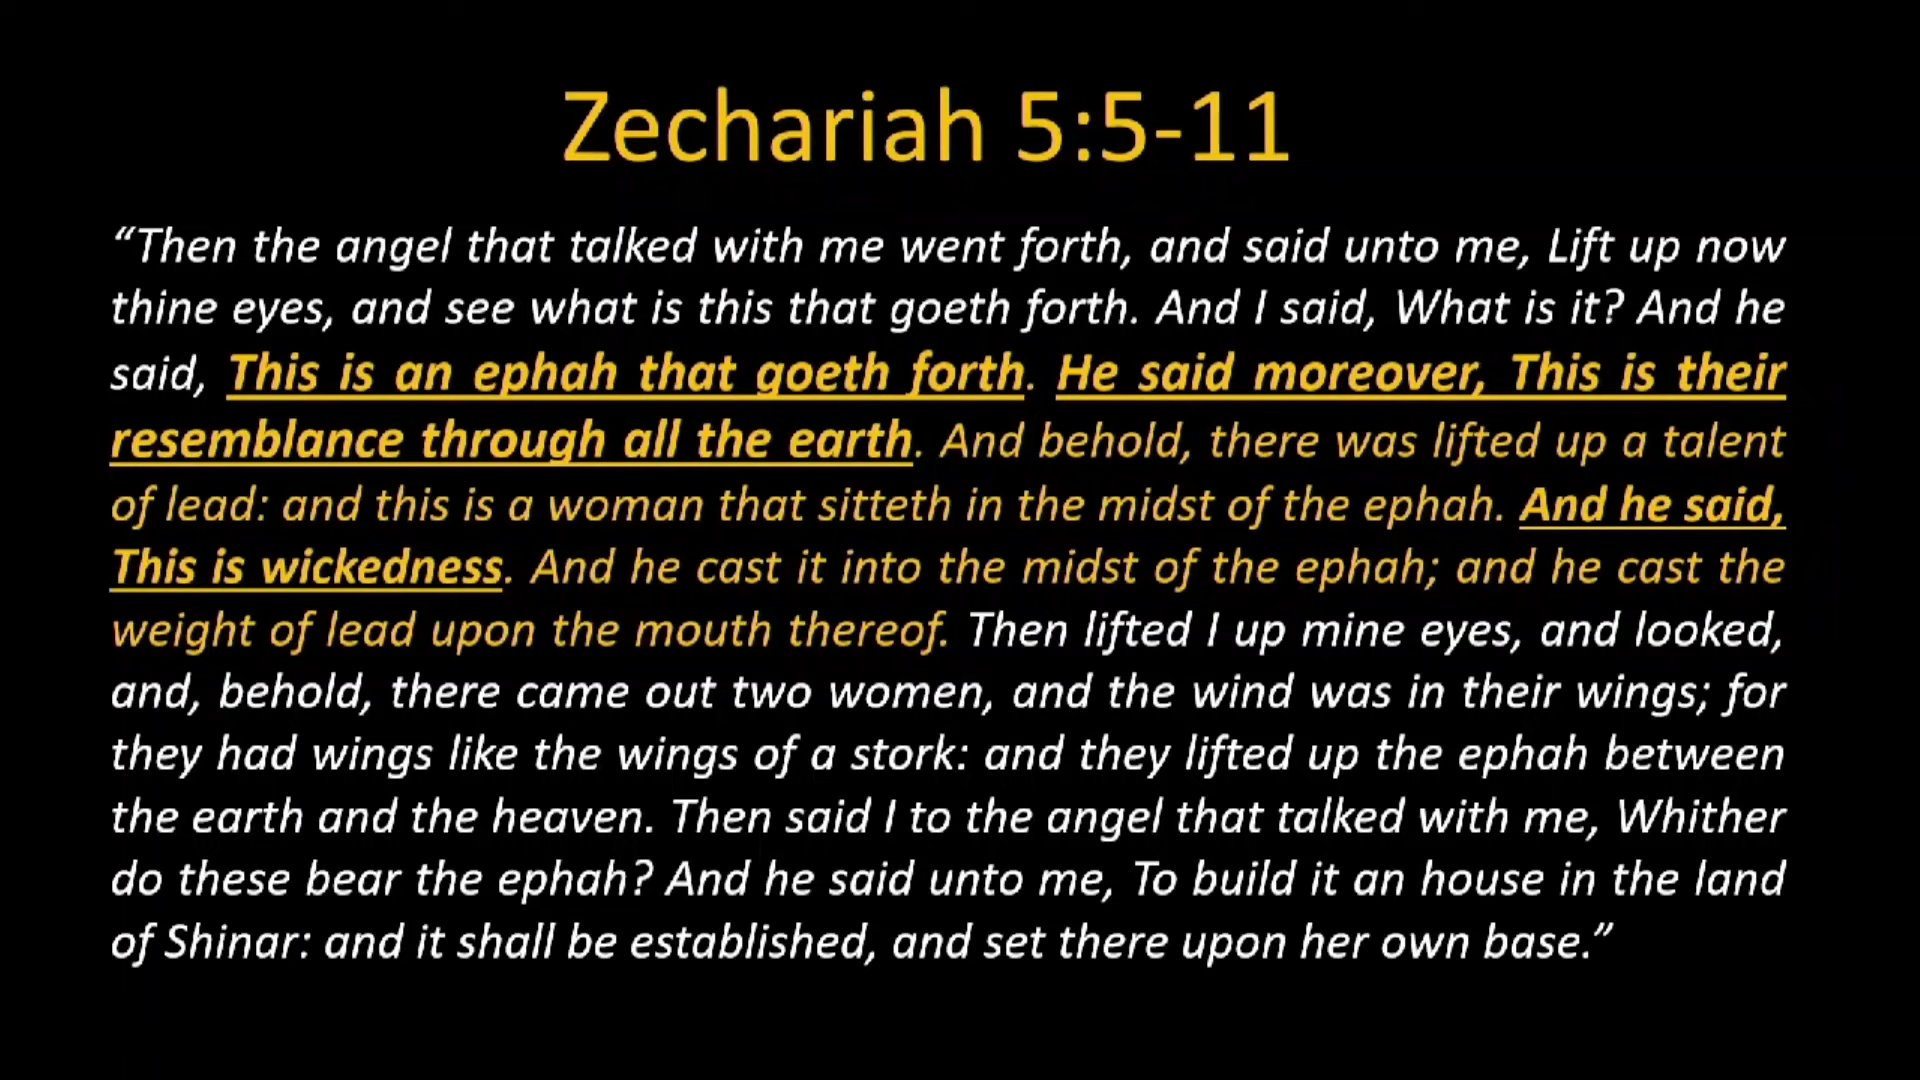 Zechariah 5:5-11
“Then the angel that talked with me went forth, and said unto me, Lift up now
thine eyes, and see what is this that goeth forth. And I said, What is it? And he
said, This is an ephah that goeth forth. He said moreover, This is their
resemblance through all the earth. And behold, there was lifted up a talent
of lead: and this is a woman that sitteth in the midst of the ephah. And he said,
This is wickedness. And he cast it into the midst of the ephah; and he cast the
weight of lead upon the mouth thereof. Then lifted I up mine eyes, and looked,
and, behold, there came out two women, and the wind was in their wings; for
they had wings like the wings of a stork: and they lifted up the ephah between
the earth and the heaven. Then said I to the angel that talked with me, Whither
do these bear the ephah? And he said unto me, To build it an house in the land
of Shinar: and it shall be established, and set there upon her own base.”